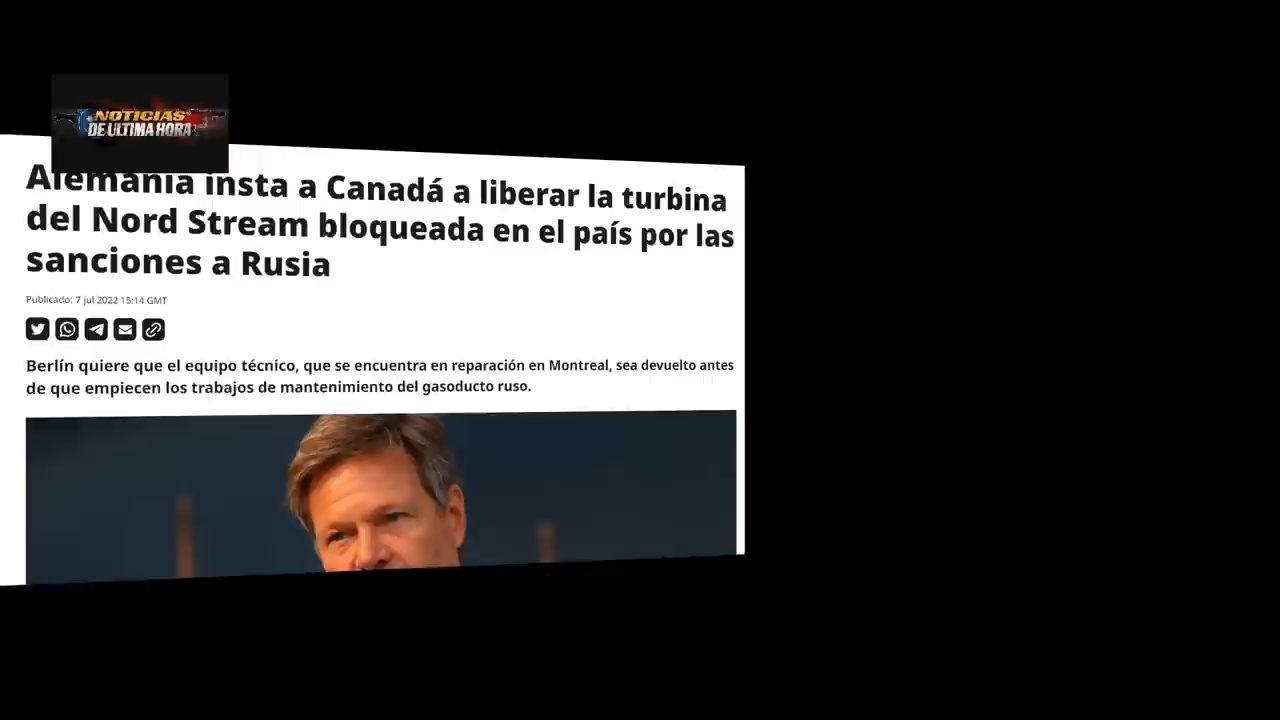 NOTICIAS
DE ULTIMA HORA
Alemania insta a Canadá a liberar la turbina
del Nord Stream bloqueada en el país por las
sanciones a Rusia
Publicado: 7 jul 2022 15:14 GMT
Berlín quiere que el equipo técnico, que se encuentra en reparación en Montreal, sea devuelto antes
de que empiecen los trabajos de mantenimiento del gasoducto ruso.